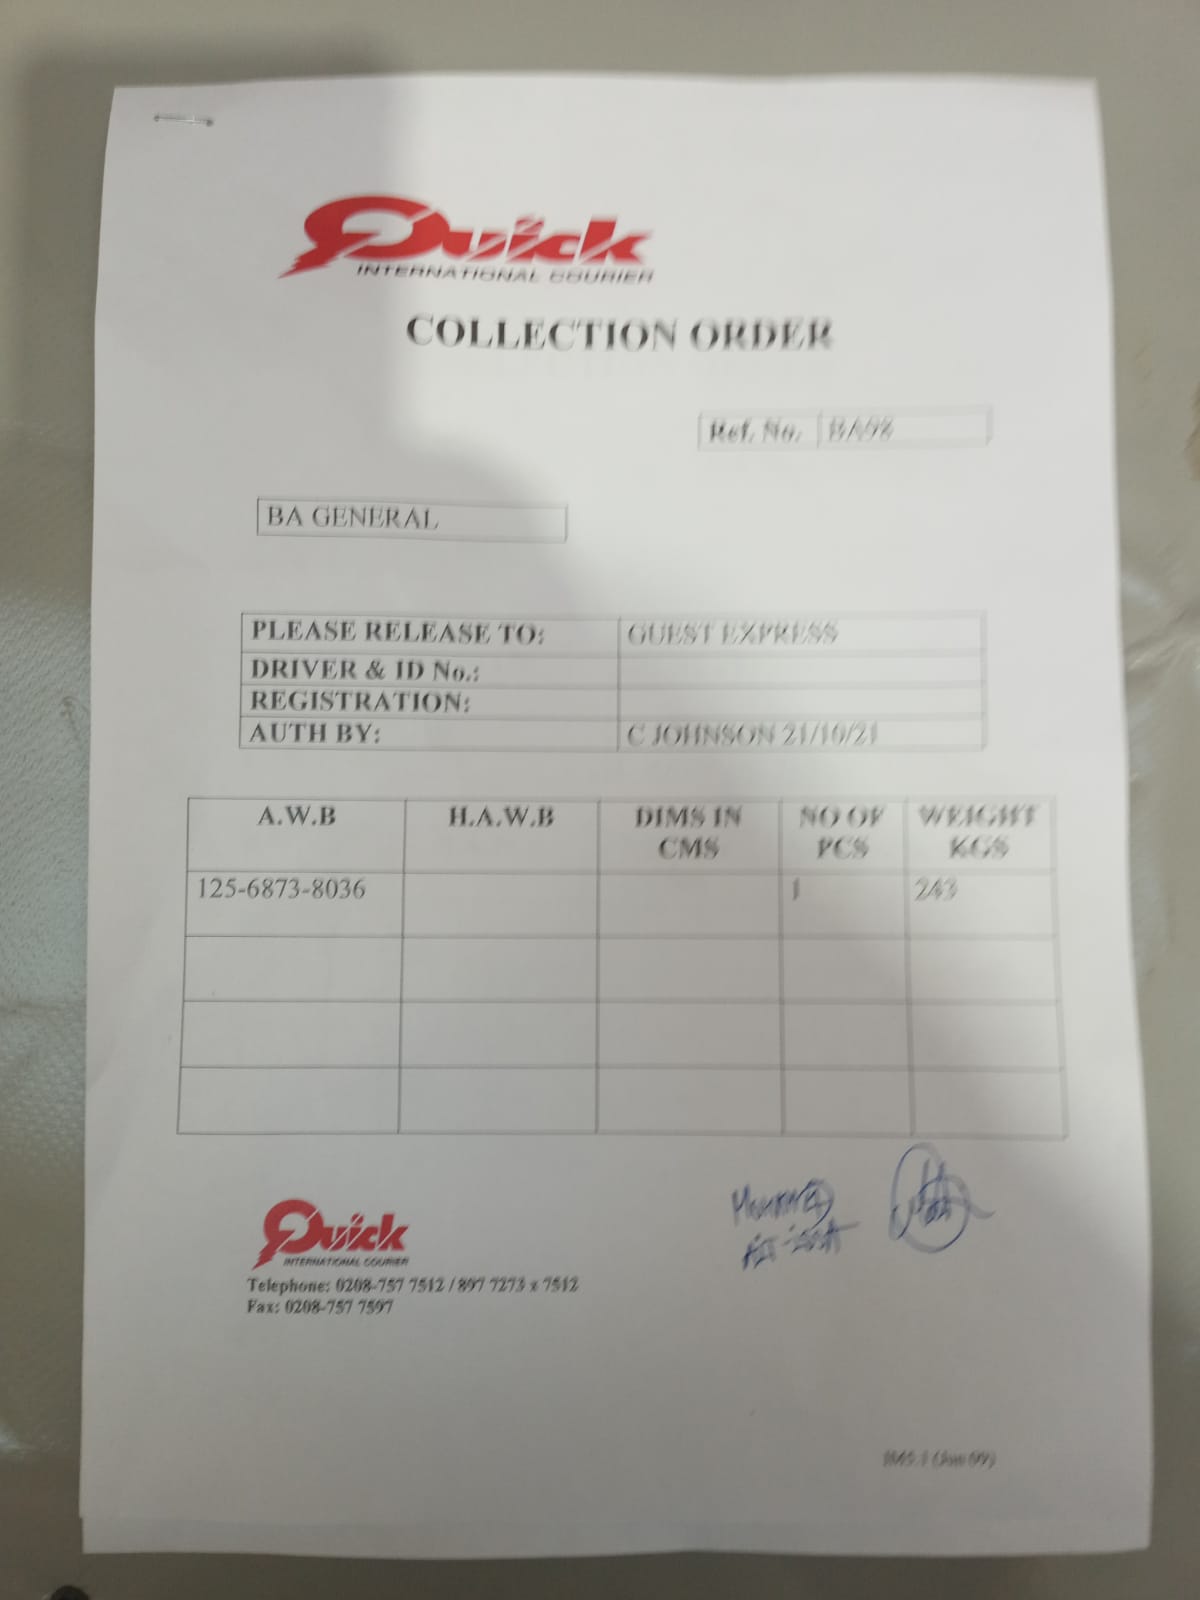 Quick
INTERNATIONAL COURIER
COLLECTION ORDER
Ref. No. BA98
BA GENERAL
PLEASE RELEASE TO: GUEST EXPRESS
DRIVER & ID No.:
REGISTRATION:
AUTH BY: C JOHNSON 21/10/21
A.W.B H.A.W.B DIMS IN CMS NO OF PCS WEIGHT KGS
125-6873-8036 1 243
Quick
INTERNATIONAL COURIER
Telephone: 0208-757 7512 / 897 7273 x 7512
Fax: 0208-757 7597